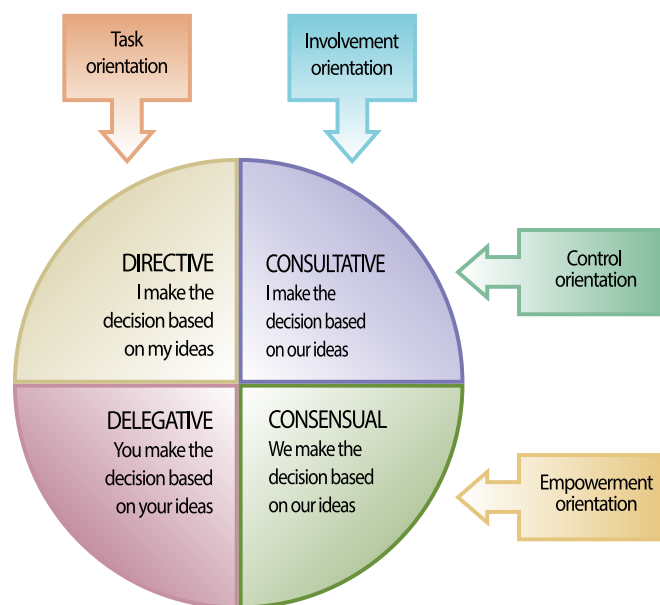 Task
orientation
Involvement
orientation
DIRECTIVE
I make the
decision based
on my ideas
CONSULTATIVE
I make the
decision based
on our ideas
Control
orientation
DELEGATIVE
You make the
decision based
on your ideas
CONSENSUAL
We make the
decision based
on our ideas
Empowerment
orientation